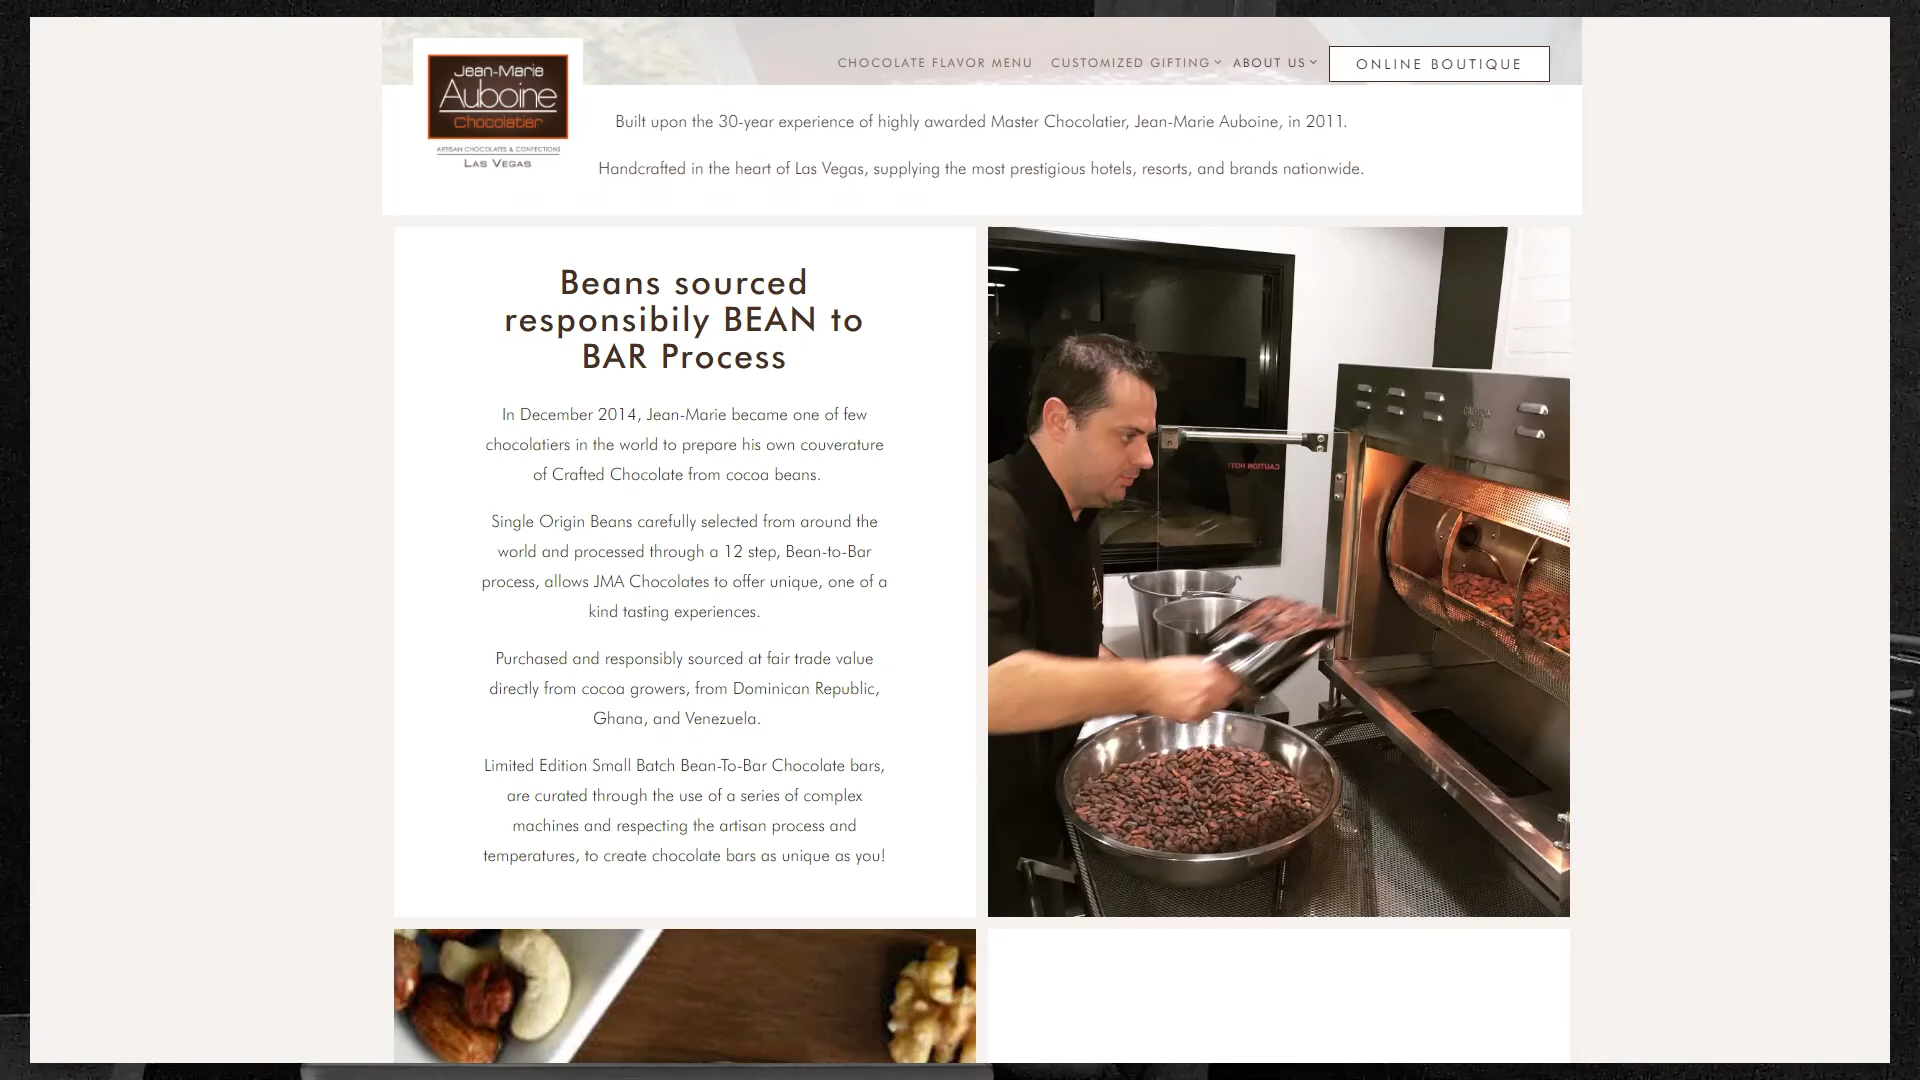 Jean-Marie
Auboine
Chocolatier
ARTISAN CHOCOLATES & CONFECTIONS
LAS VEGAS
CHOCOLATE FLAVOR MENU CUSTOMIZED GIFTING ABOUT US ONLINE BOUTIQUE
Built upon the 30-year experience of highly awarded Master Chocolatier, Jean-Marie Auboine, in 2011.
Handcrafted in the heart of Las Vegas, supplying the most prestigious hotels, resorts, and brands nationwide.
Beans sourced
responsibily BEAN to
BAR Process
In December 2014, Jean-Marie became one of few
chocolatiers in the world to prepare his own couverature
of Crafted Chocolate from cocoa beans.
Single Origin Beans carefully selected from around the
world and processed through a 12 step, Bean-to-Bar
process, allows JMA Chocolates to offer unique, one of a
kind tasting experiences.
Purchased and responsibly sourced at fair trade value
directly from cocoa growers, from Dominican Republic,
Ghana, and Venezuela.
Limited Edition Small Batch Bean-To-Bar Chocolate bars,
are curated through the use of a series of complex
machines and respecting the artisan process and
temperatures, to create chocolate bars as unique as you!
CAUTION HOT!
CAUTION